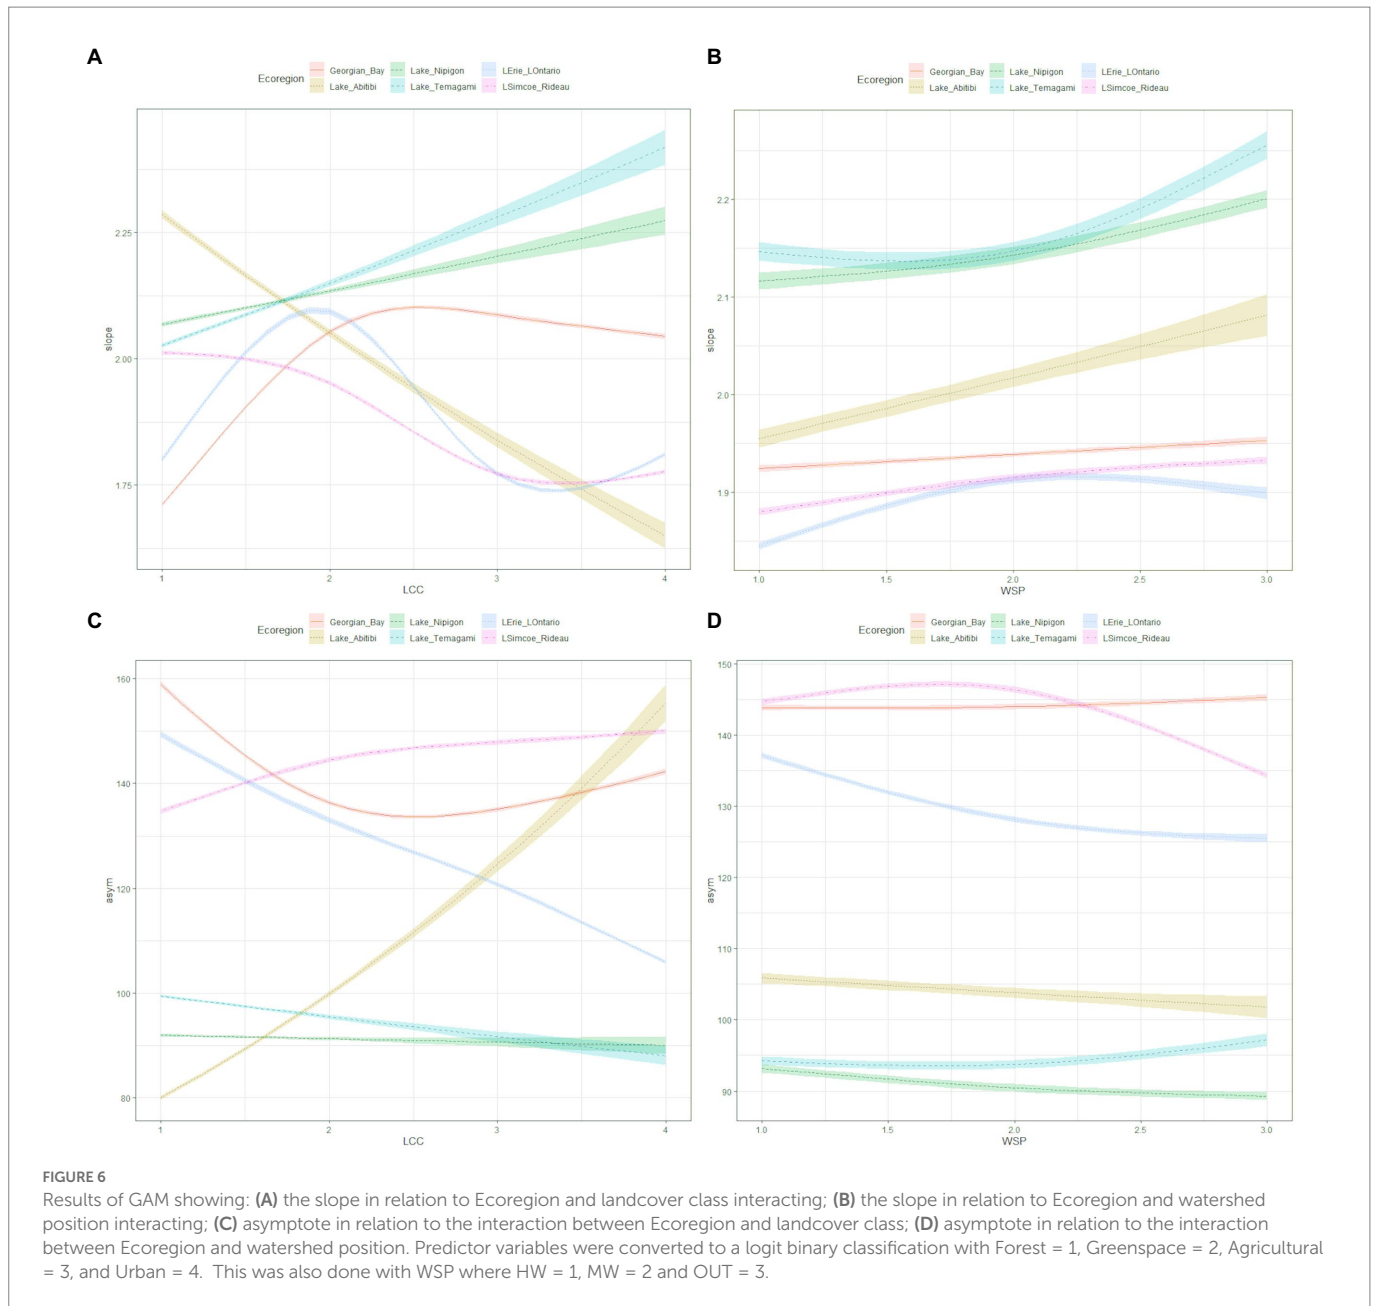 A
Ecoregion
Georgian_Bay Lake_Nipigon LErie_LOntario
Lake_Abitibi Lake_Temagami LSimcoe_Rideau
slope
2.25
2.00
1.75
1 2 3 4
LCC
B
Ecoregion
Georgian_Bay Lake_Nipigon LErie_LOntario
Lake_Abitibi Lake_Temagami LSimcoe_Rideau
slope
2.2
2.1
2.0
1.9
1.0 1.5 2.0 2.5 3.0
WSP
C
Ecoregion
Georgian_Bay Lake_Nipigon LErie_LOntario
Lake_Abitibi Lake_Temagami LSimcoe_Rideau
asym
160
140
120
100
80
1 2 3 4
LCC
D
Ecoregion
Georgian_Bay Lake_Nipigon LErie_LOntario
Lake_Abitibi Lake_Temagami LSimcoe_Rideau
asym
150
140
130
120
110
100
90
1.0 1.5 2.0 2.5 3.0
WSP
FIGURE 6
Results of GAM showing: (A) the slope in relation to Ecoregion and landcover class interacting; (B) the slope in relation to Ecoregion and watershed
position interacting; (C) asymptote in relation to the interaction between Ecoregion and landcover class; (D) asymptote in relation to the interaction
between Ecoregion and watershed position. Predictor variables were converted to a logit binary classification with Forest = 1, Greenspace = 2, Agricultural
= 3, and Urban = 4. This was also done with WSP where HW = 1, MW = 2 and OUT = 3.